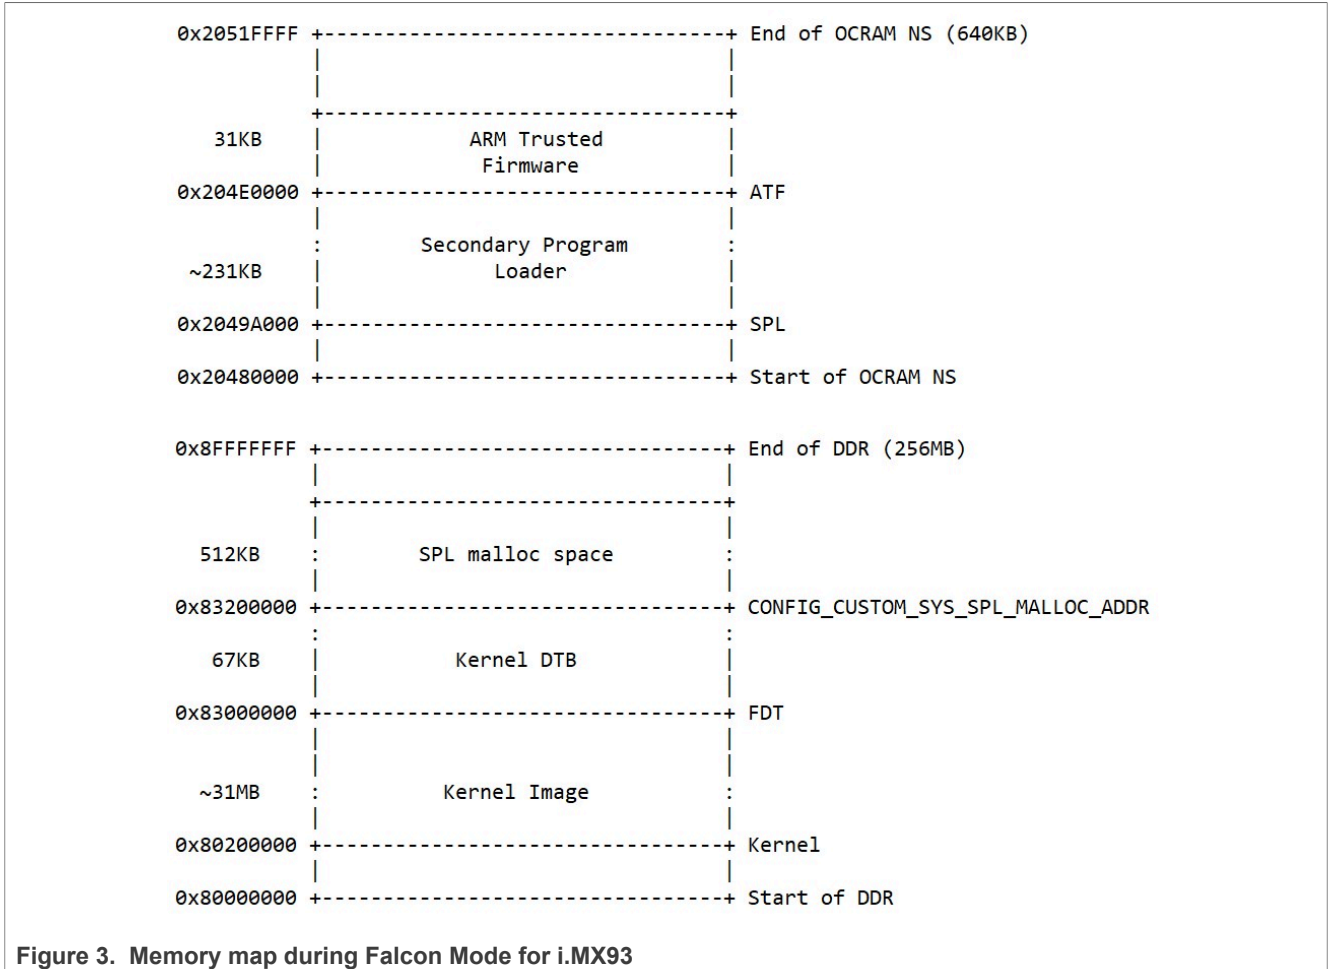 0x2051FFFF +---------------------------------+ End of OCRAM NS (640KB)
| |
| |
+---------------------------------+
31KB | ARM Trusted |
| Firmware |
0x204E0000 +---------------------------------+ ATF
| |
: Secondary Program :
~231KB | Loader |
| |
0x2049A000 +---------------------------------+ SPL
| |
0x20480000 +---------------------------------+ Start of OCRAM NS
0x8FFFFFFF +---------------------------------+ End of DDR (256MB)
| |
+---------------------------------+
| |
512KB : SPL malloc space :
| |
0x83200000 +---------------------------------+ CONFIG_CUSTOM_SYS_SPL_MALLOC_ADDR
: :
67KB | Kernel DTB |
| |
0x83000000 +---------------------------------+ FDT
| |
| |
~31MB : Kernel Image :
| |
0x80200000 +---------------------------------+ Kernel
| |
0x80000000 +---------------------------------+ Start of DDR
Figure 3. Memory map during Falcon Mode for i.MX93